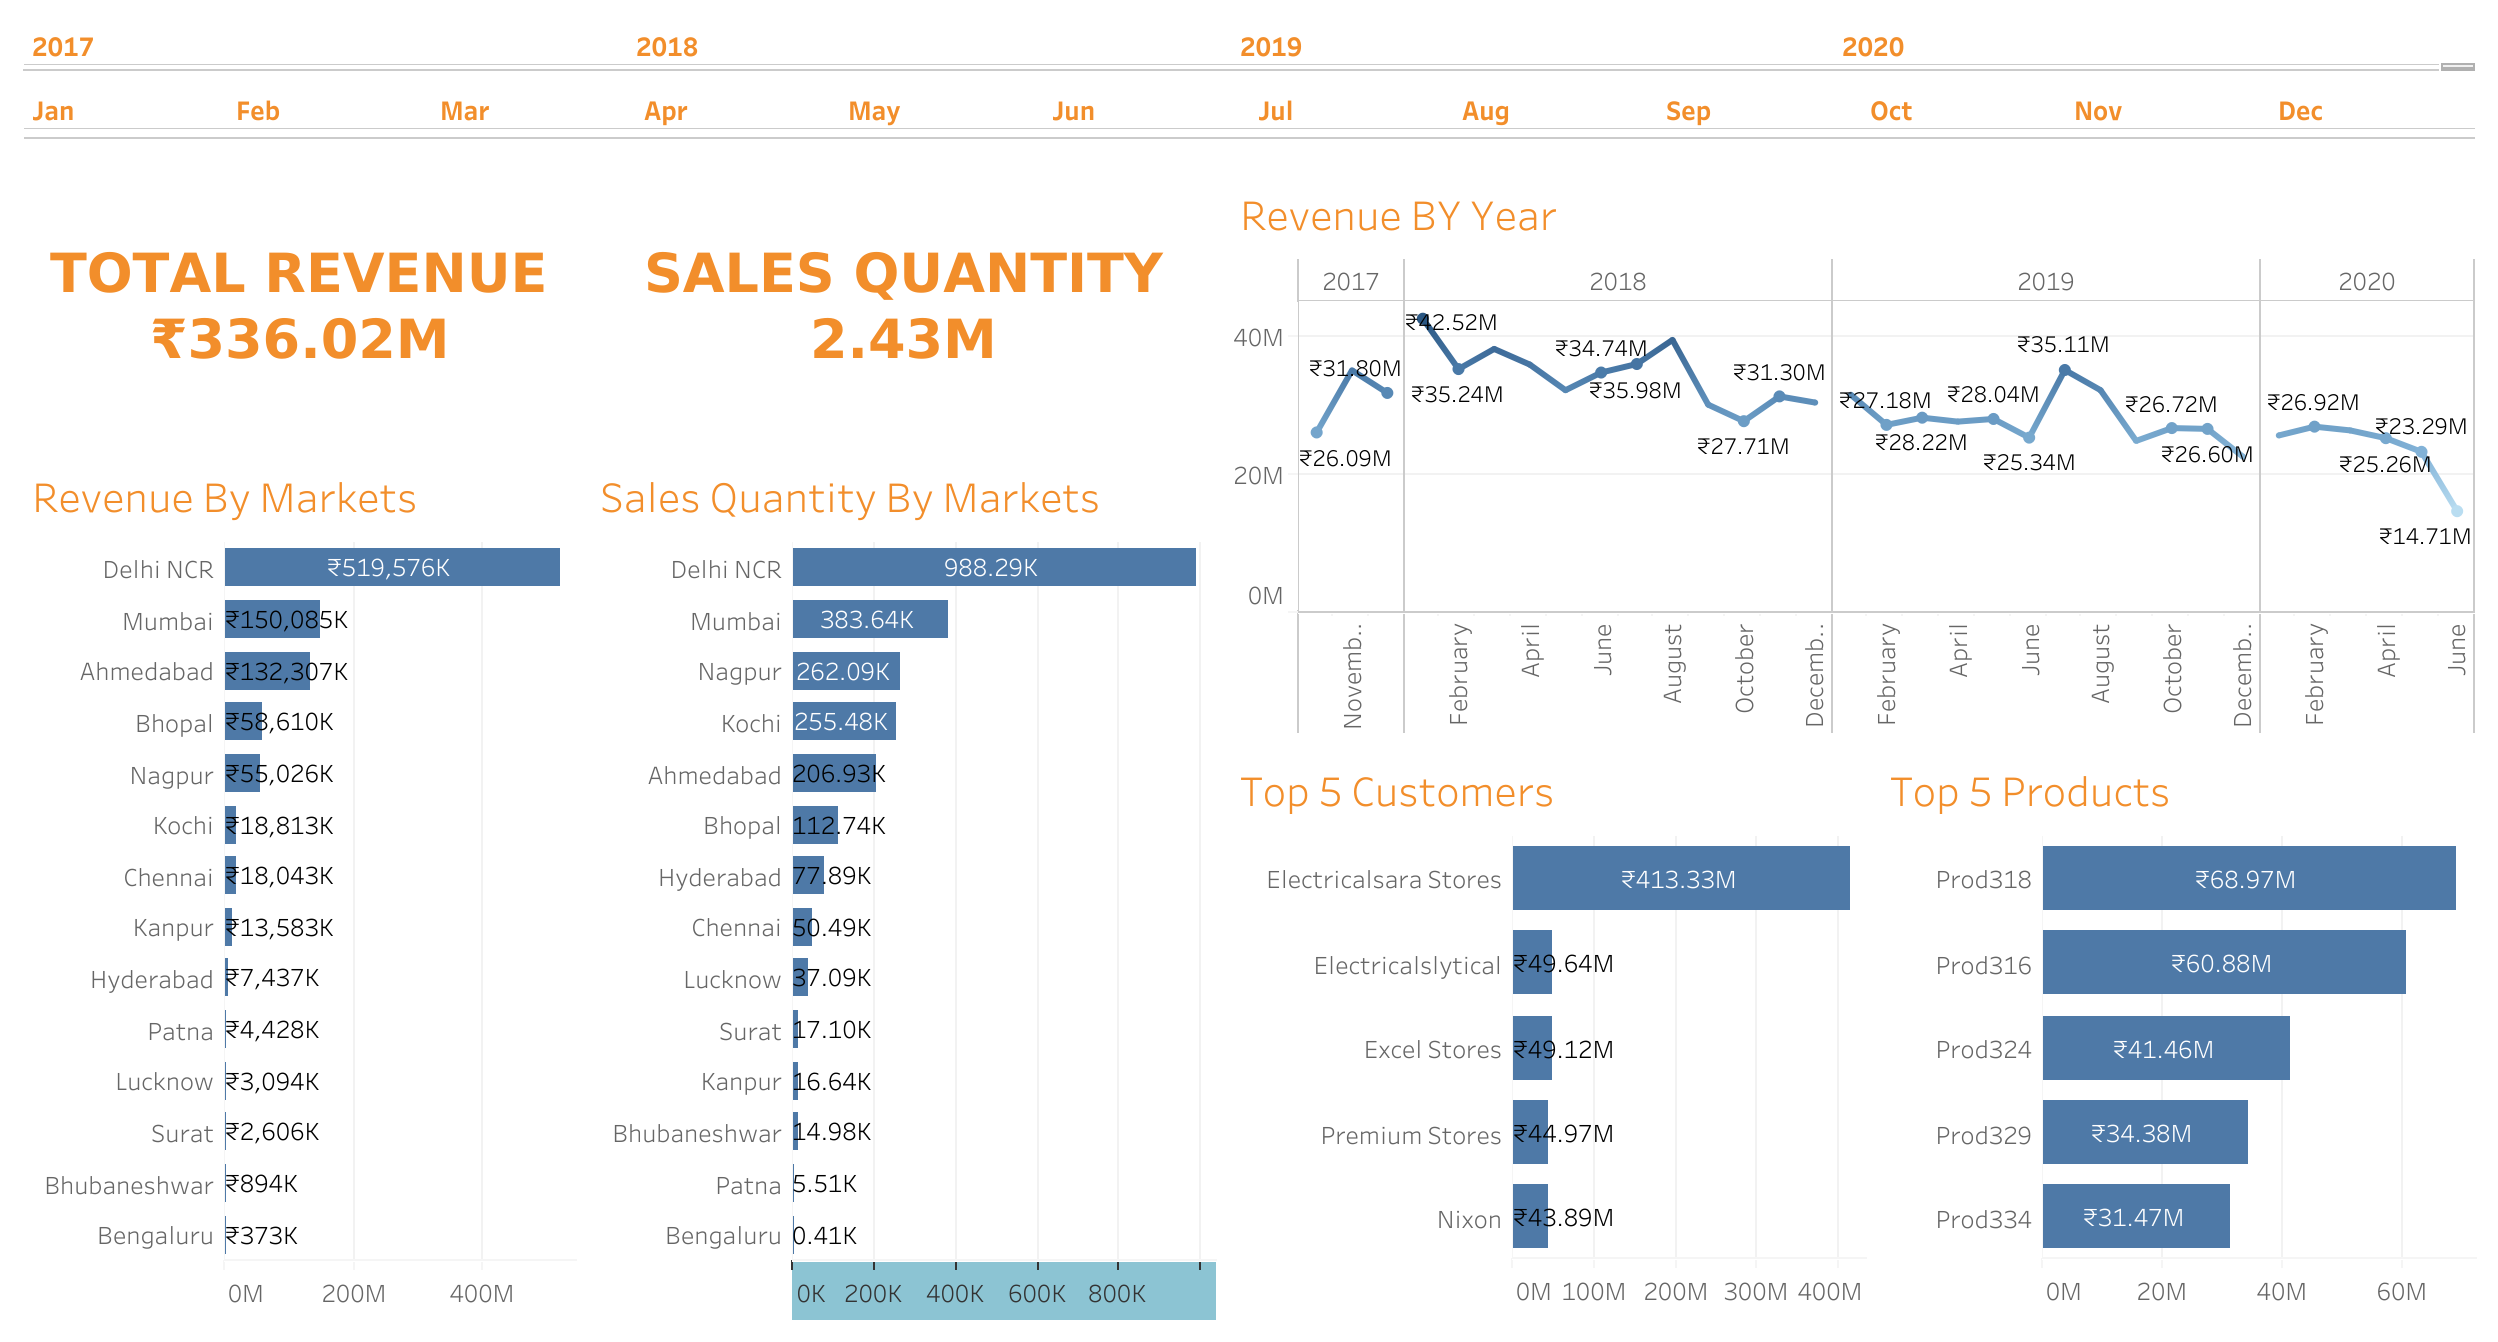 2017 2018 2019 2020
Jan Feb Mar Apr May Jun Jul Aug Sep Oct Nov Dec
TOTAL REVENUE
₹336.02M
SALES QUANTITY
2.43M
Revenue BY Year
2017 2018 2019 2020
40M
20M
0M
₹26.09M
₹31.80M
₹42.52M
₹35.24M
₹34.74M
₹35.98M
₹27.71M
₹31.30M
₹27.18M
₹28.22M
₹28.04M
₹25.34M
₹35.11M
₹26.72M
₹26.60M
₹26.92M
₹25.26M
₹23.29M
₹14.71M
Novemb..
February
April
June
August
October
Decemb..
February
April
June
August
October
Decemb..
February
April
June
Revenue By Markets
Delhi NCR ₹519,576K
Mumbai ₹150,085K
Ahmedabad ₹132,307K
Bhopal ₹58,610K
Nagpur ₹55,026K
Kochi ₹18,813K
Chennai ₹18,043K
Kanpur ₹13,583K
Hyderabad ₹7,437K
Patna ₹4,428K
Lucknow ₹3,094K
Surat ₹2,606K
Bhubaneshwar ₹894K
Bengaluru ₹373K
0M 200M 400M
Sales Quantity By Markets
Delhi NCR 988.29K
Mumbai 383.64K
Nagpur 262.09K
Kochi 255.48K
Ahmedabad 206.93K
Bhopal 112.74K
Hyderabad 77.89K
Chennai 50.49K
Lucknow 37.09K
Surat 17.10K
Kanpur 16.64K
Bhubaneshwar 14.98K
Patna 5.51K
Bengaluru 0.41K
0K 200K 400K 600K 800K
Top 5 Customers
Electricalsara Stores ₹413.33M
Electricalslytical ₹49.64M
Excel Stores ₹49.12M
Premium Stores ₹44.97M
Nixon ₹43.89M
0M 100M 200M 300M 400M
Top 5 Products
Prod318 ₹68.97M
Prod316 ₹60.88M
Prod324 ₹41.46M
Prod329 ₹34.38M
Prod334 ₹31.47M
0M 20M 40M 60M